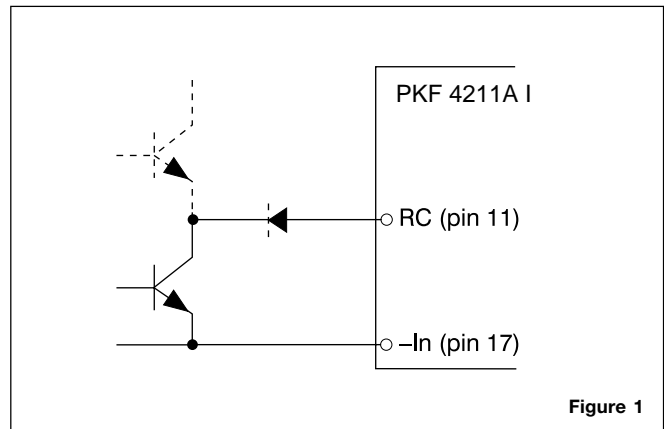 PKF 4211A I
RC (pin 11)
–In (pin 17)
Figure 1